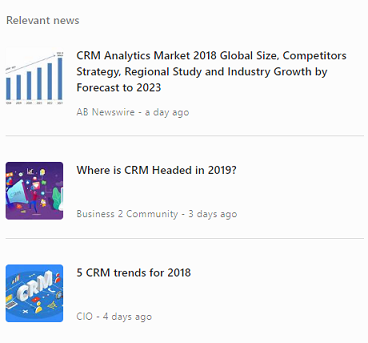 Relevant news
CRM Analytics Market 2018 Global Size, Competitors
Strategy, Regional Study and Industry Growth by
Forecast to 2023
AB Newswire - a day ago
Where is CRM Headed in 2019?
Business 2 Community - 3 days ago
CRM
5 CRM trends for 2018
CIO - 4 days ago